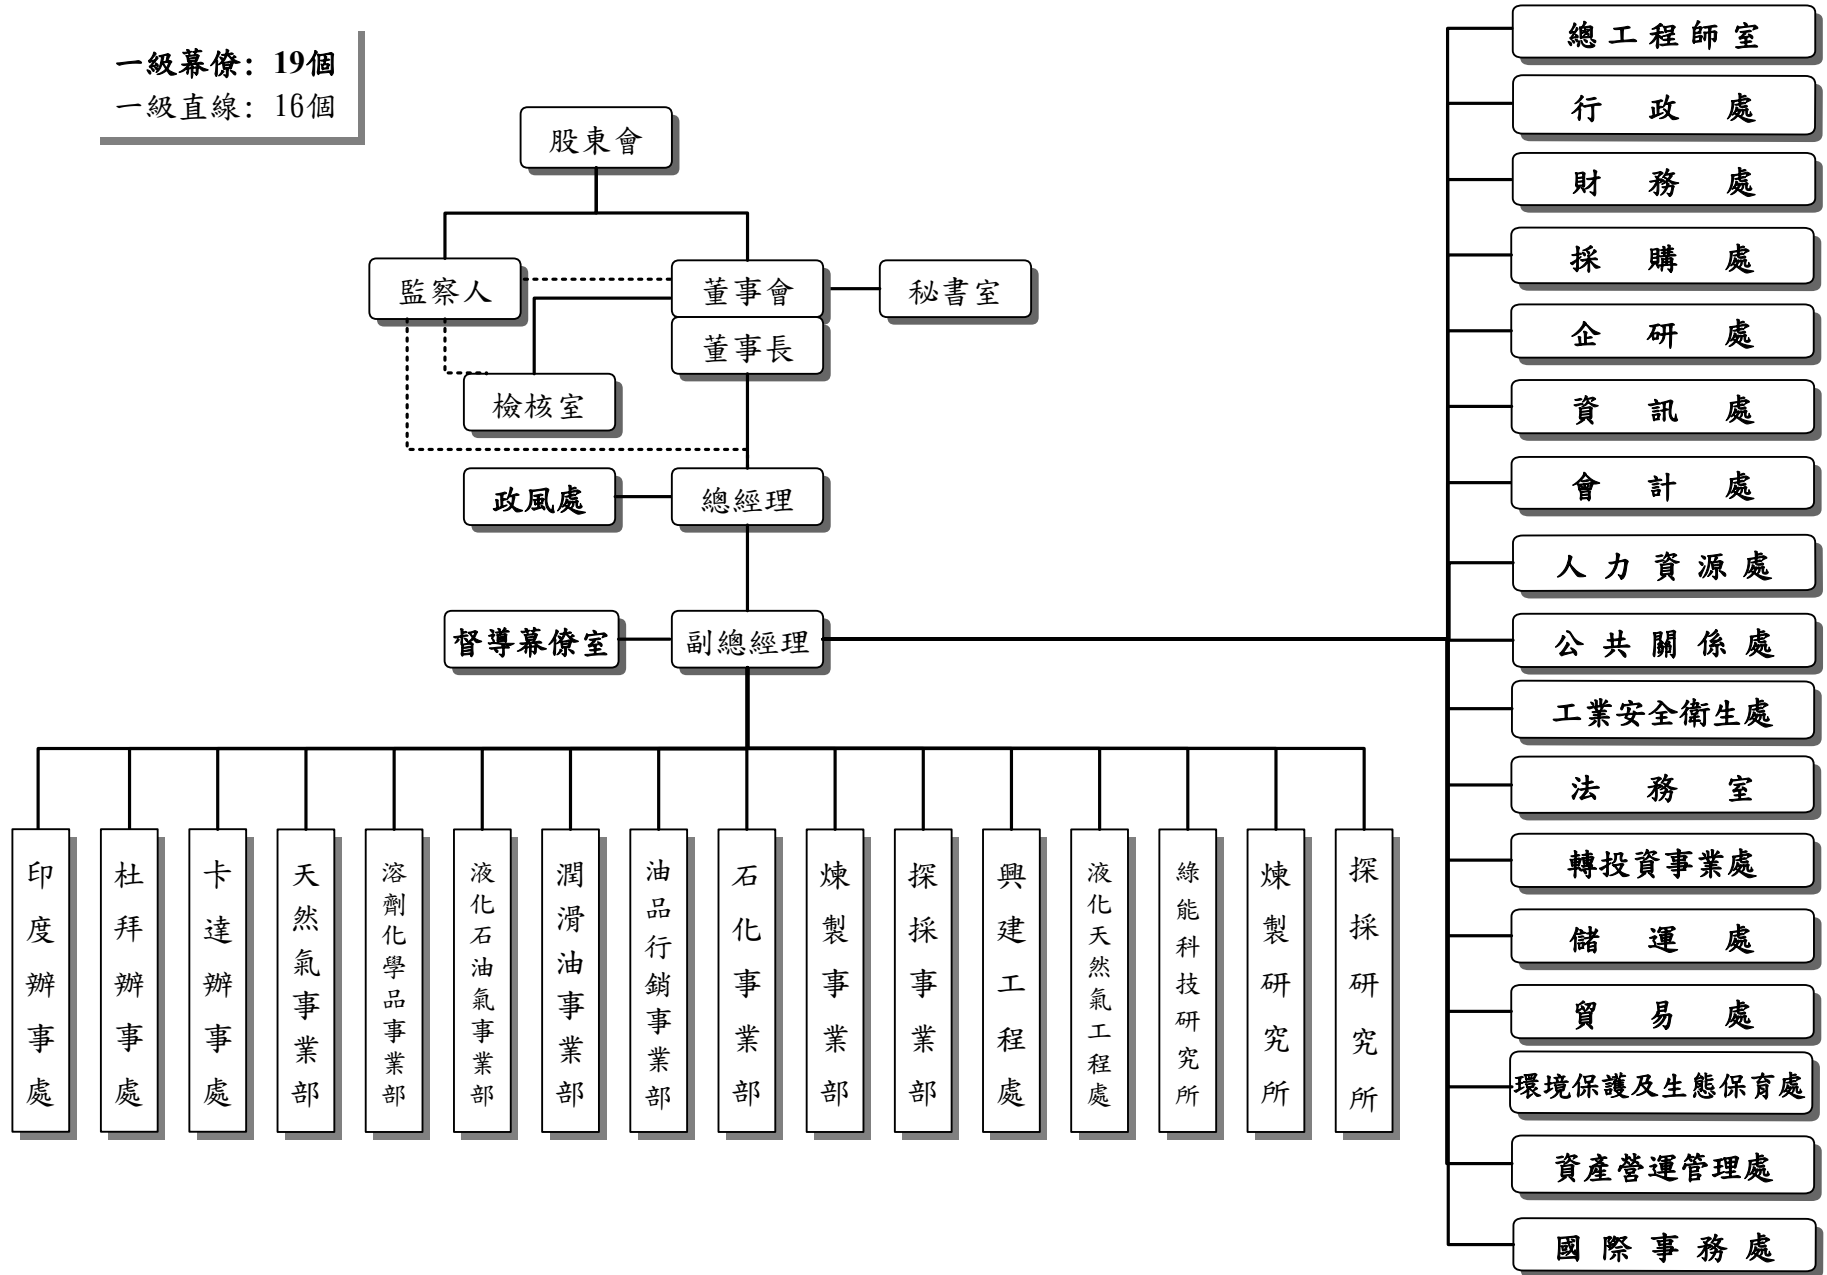 一級幕僚：19個
一級直線：16個
股東會
監察人
董事會
秘書室
董事長
檢核室
政風處
總經理
督導幕僚室
副總經理
印度辦事處
杜拜辦事處
卡達辦事處
天然氣事業部
溶劑化學品事業部
液化石油氣事業部
潤滑油事業部
油品行銷事業部
石化事業部
煉製事業部
探採事業部
興建工程處
液化天然氣工程處
綠能科技研究所
煉製研究所
探採研究所
總工程師室
行政處
財務處
採購處
企研處
資訊處
會計處
人力資源處
公共關係處
工業安全衛生處
法務室
轉投資事業處
儲運處
貿易處
環境保護及生態保育處
資產營運管理處
國際事務處